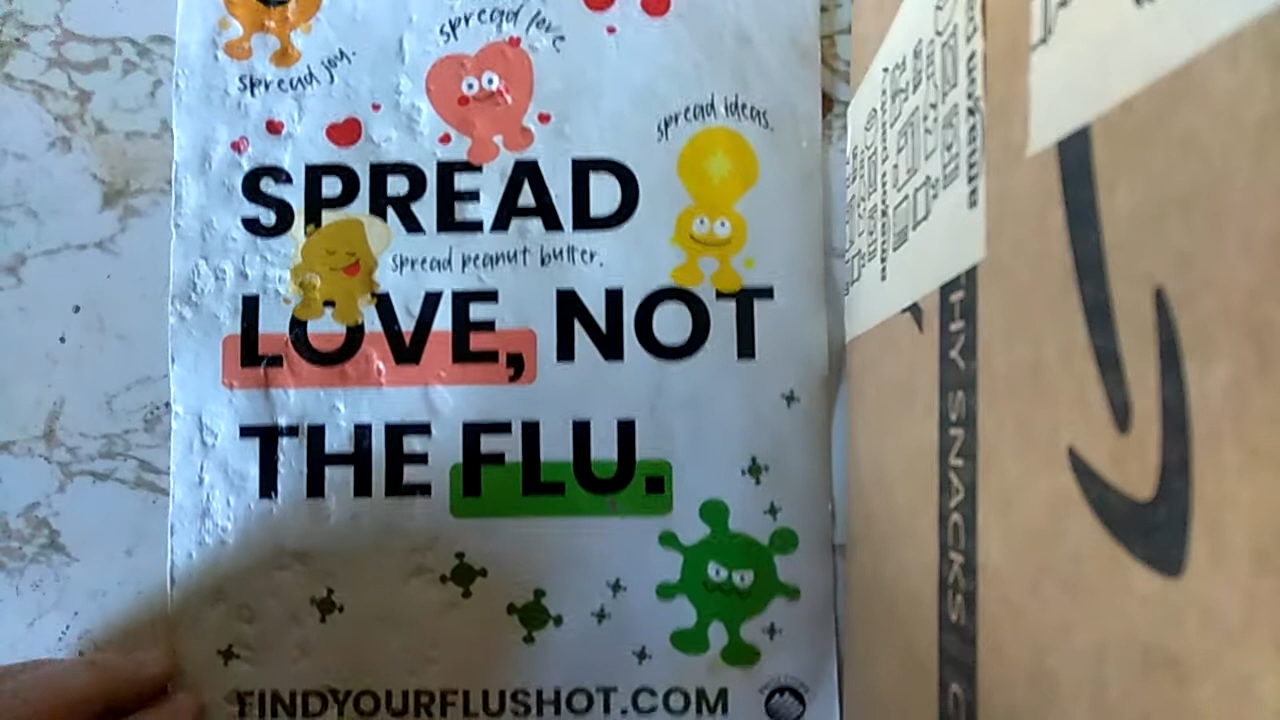 spread joy.
spread love
spread ideas.
SPREAD
spread peanut butter.
LOVE, NOT
THE FLU.
FINDYOURFLUSHOT.COM
HY SNACKS